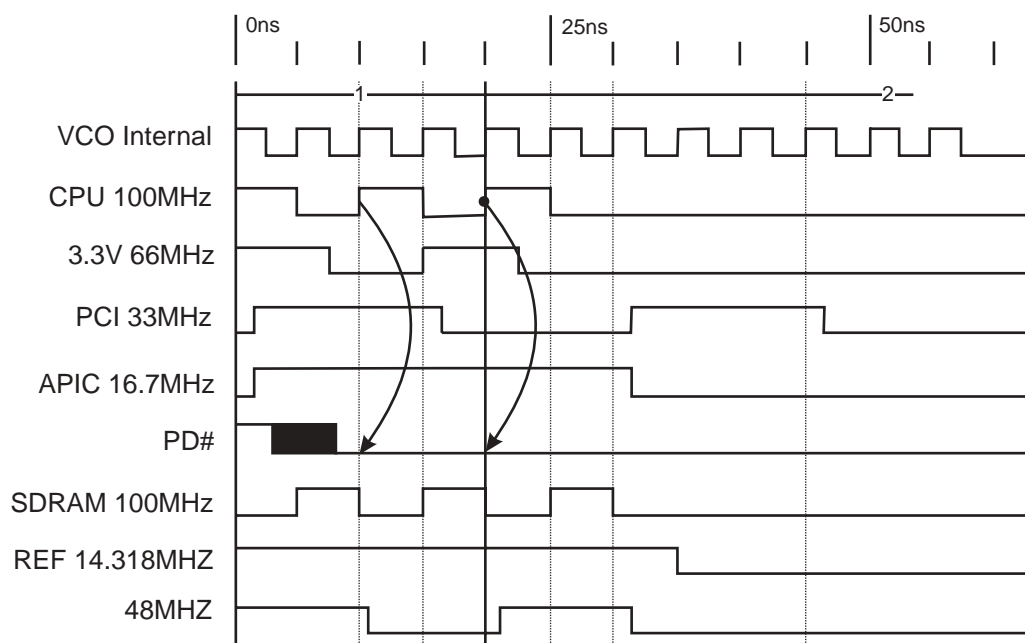 0ns 25ns 50ns
1 2
VCO Internal
CPU 100MHz
3.3V 66MHz
PCI 33MHz
APIC 16.7MHz
PD#
SDRAM 100MHz
REF 14.318MHZ
48MHZ